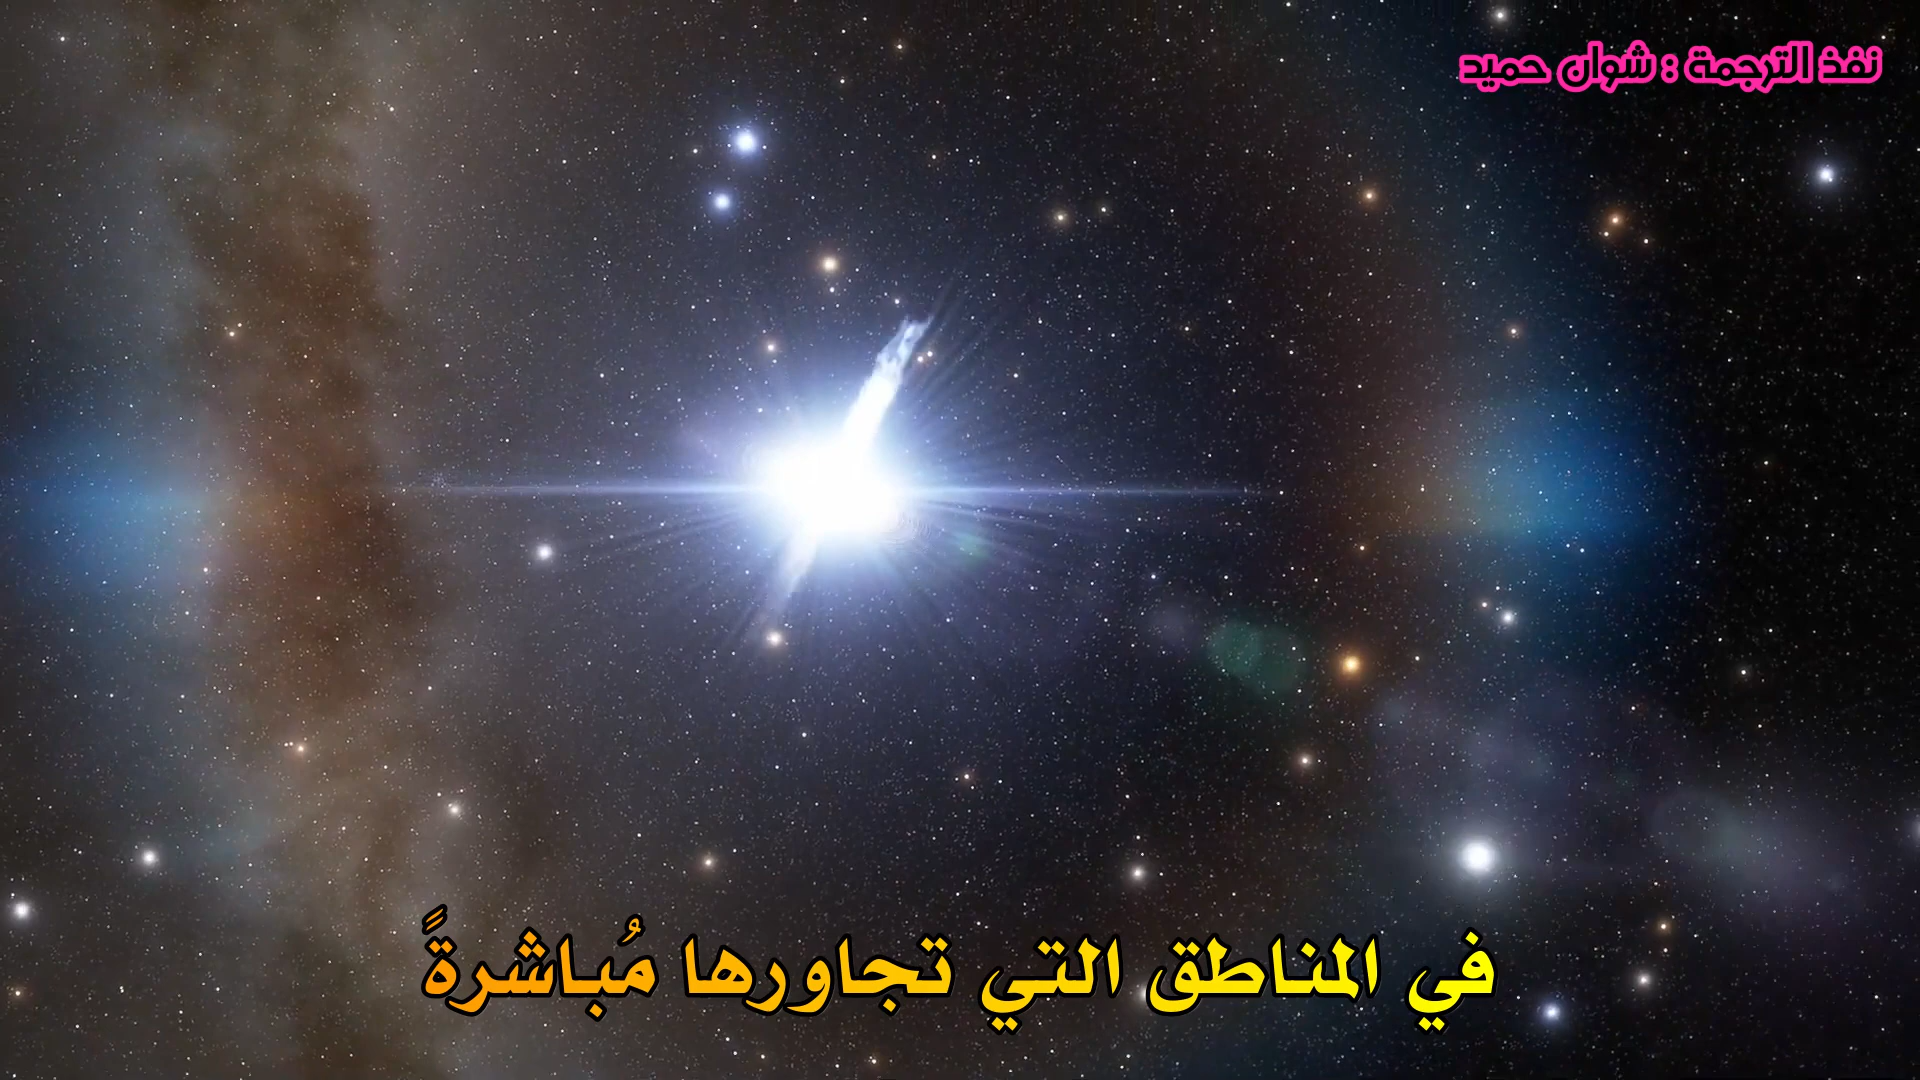 نفذ الترجمة : شوان حميد
في المناطق التي تجاورها مُباشرةً